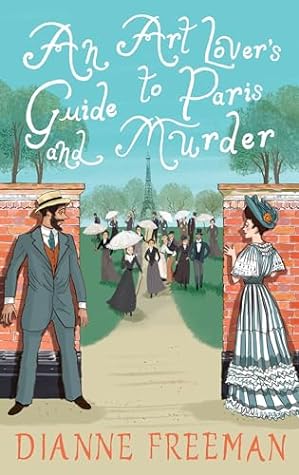 An Art Lover's
Guide to Paris
and Murder
DIANNE FREEMAN